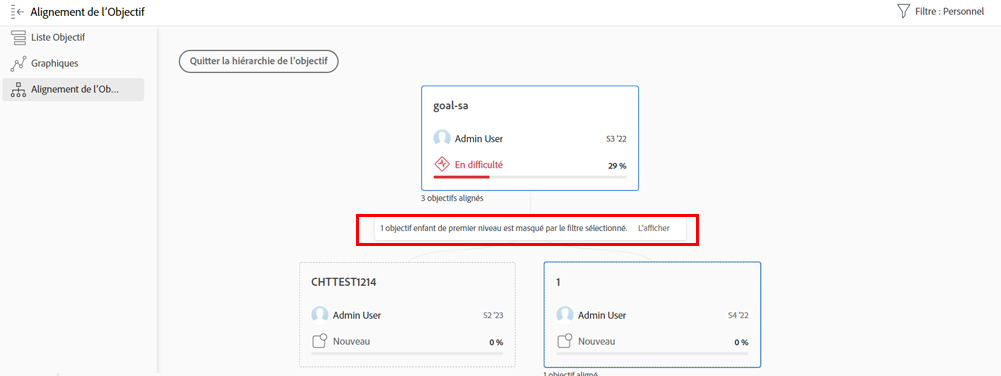 Alignement de l'Objectif
Filtre : Personnel
Liste Objectif
Graphiques
Alignement de l'Ob...
Quitter la hiérarchie de l'objectif
goal-sa
Admin User
S3 '22
En difficulté
29 %
3 objectifs alignés
1 objectif enfant de premier niveau est masqué par le filtre sélectionné. L'afficher
CHTTEST1214
Admin User
S2 '23
Nouveau
0 %
1
Admin User
S4 '22
Nouveau
0 %
1 objectif aligné